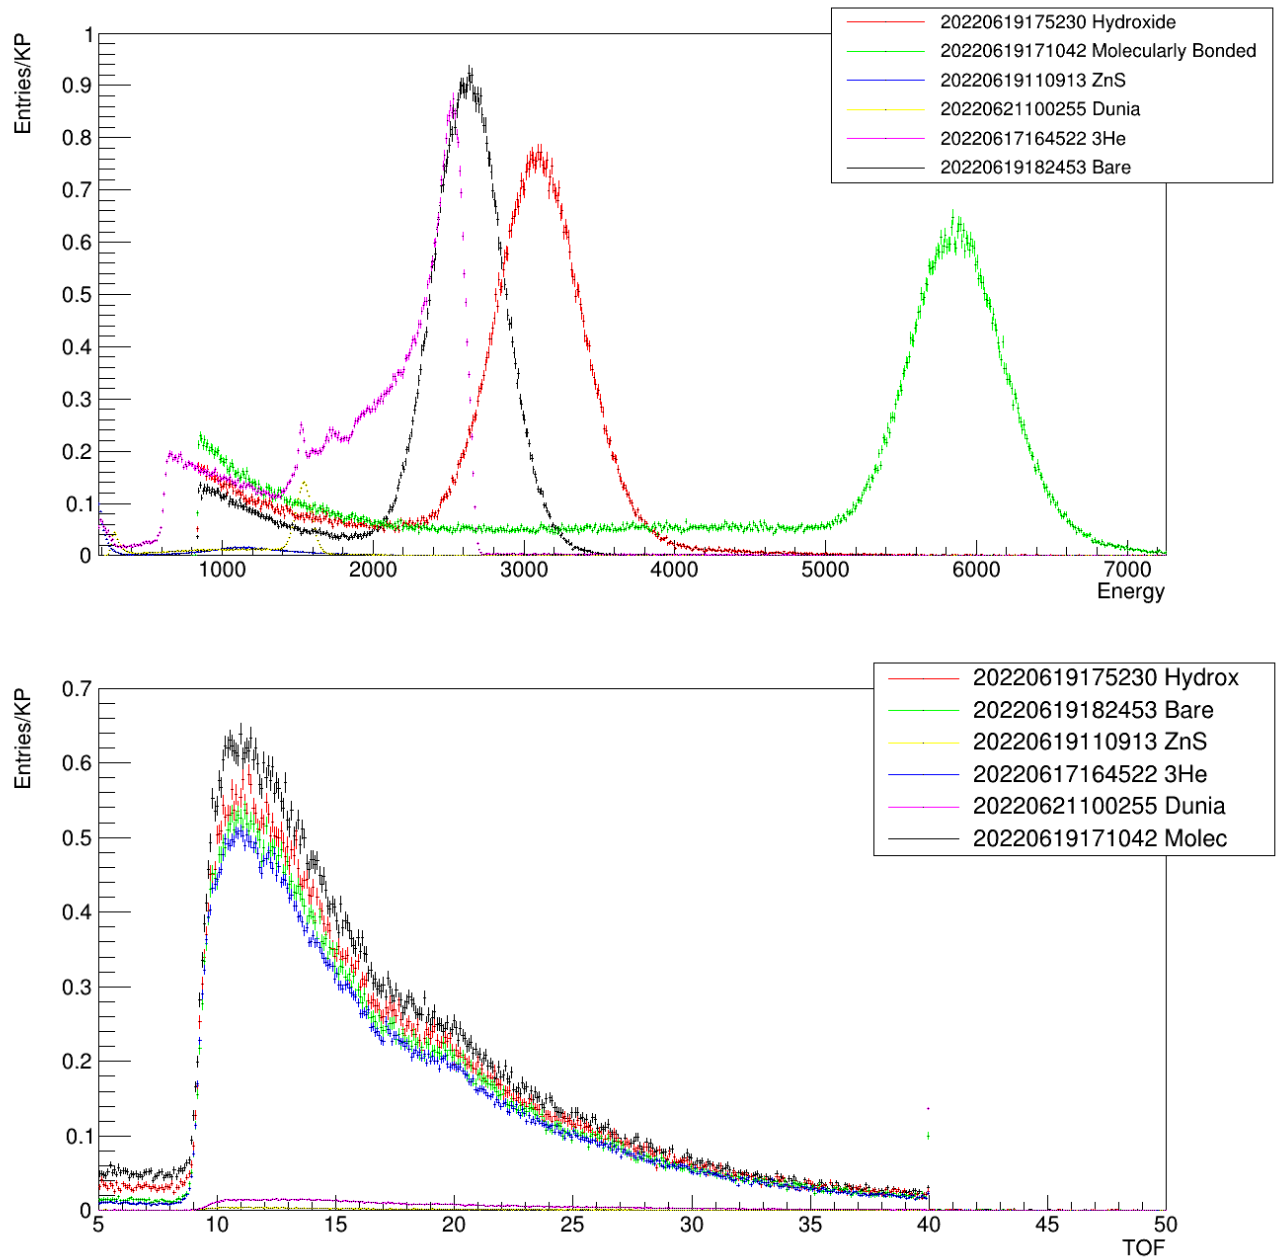 Entries/KP
1
0.9
0.8
0.7
0.6
0.5
0.4
0.3
0.2
0.1
0
1000 2000 3000 4000 5000 6000 7000
Energy
20220619175230 Hydroxide
20220619171042 Molecularly Bonded
20220619110913 ZnS
20220621100255 Dunia
20220617164522 3He
20220619182453 Bare
Entries/KP
0.7
0.6
0.5
0.4
0.3
0.2
0.1
0
5 10 15 20 25 30 35 40 45 50
TOF
20220619175230 Hydrox
20220619182453 Bare
20220619110913 ZnS
20220617164522 3He
20220621100255 Dunia
20220619171042 Molec